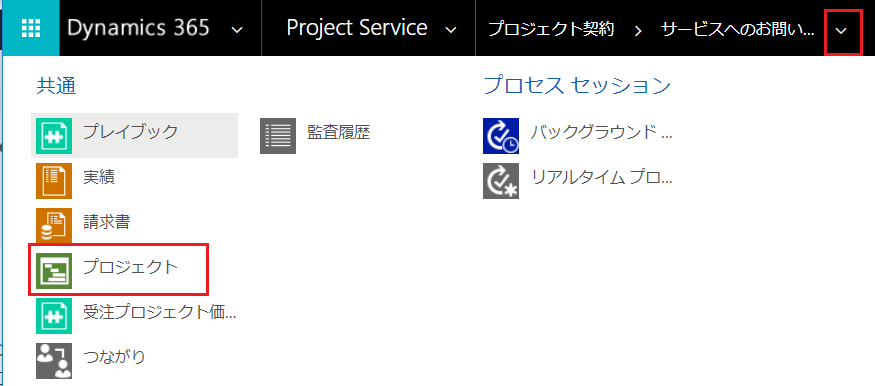 Dynamics 365
Project Service
プロジェクト契約
サービスへのお問い...
共通
プレイブック
実績
請求書
プロジェクト
受注プロジェクト価...
つながり
監査履歴
プロセス セッション
バックグラウンド ...
リアルタイム プロ...